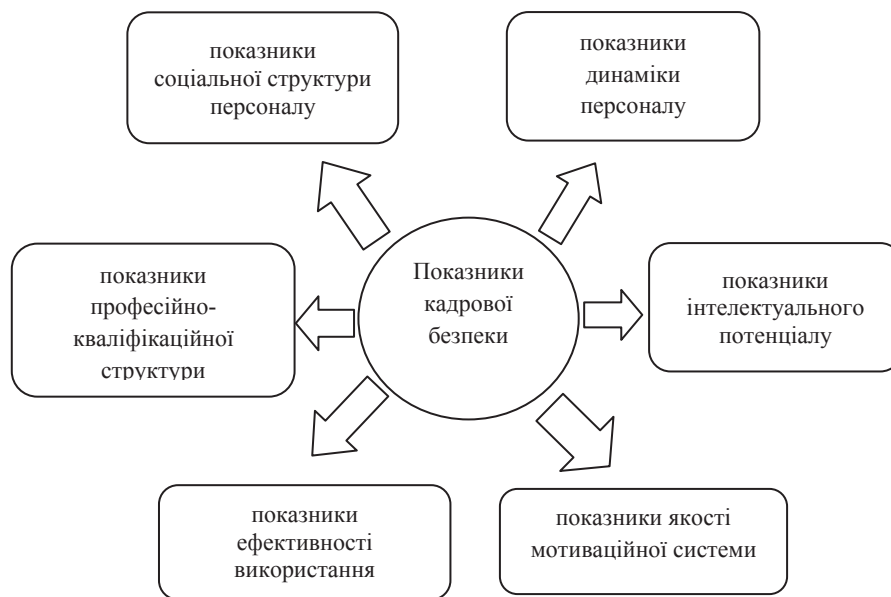 показники
соціальної структури
персоналу
показники
динаміки
персоналу
показники
професійно-
кваліфікаційної
структури
Показники
кадрової
безпеки
показники
інтелектуального
потенціалу
показники
ефективності
використання
показники якості
мотиваційної системи